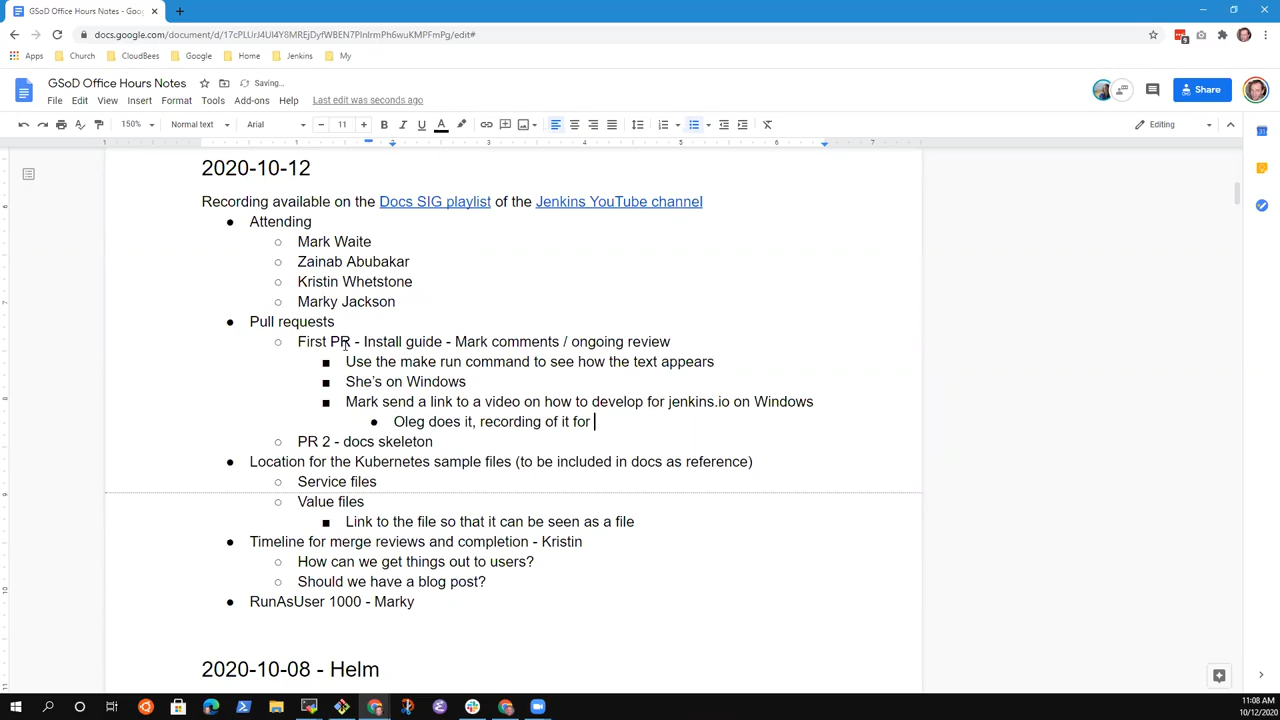 GSoD Office Hours Notes - Goog
docs.google.com/document/d/17cPLUrJ4UI4Y8MREjDyfWBEN7PInIrmPh6wuKMPFmPg/edit#
Apps Church CloudBees Google Home Jenkins My
GSoD Office Hours Notes Saving...
File Edit View Insert Format Tools Add-ons Help Last edit was seconds ago
Share
150% Normal text Arial 11 Editing
2020-10-12
Recording available on the Docs SIG playlist of the Jenkins YouTube channel
Attending
Mark Waite
Zainab Abubakar
Kristin Whetstone
Marky Jackson
Pull requests
First PR - Install guide - Mark comments / ongoing review
Use the make run command to see how the text appears
She's on Windows
Mark send a link to a video on how to develop for jenkins.io on Windows
Oleg does it, recording of it for
PR 2 - docs skeleton
Location for the Kubernetes sample files (to be included in docs as reference)
Service files
Value files
Link to the file so that it can be seen as a file
Timeline for merge reviews and completion - Kristin
How can we get things out to users?
Should we have a blog post?
RunAsUser 1000 - Marky
2020-10-08 - Helm
11:08 AM
10/12/2020